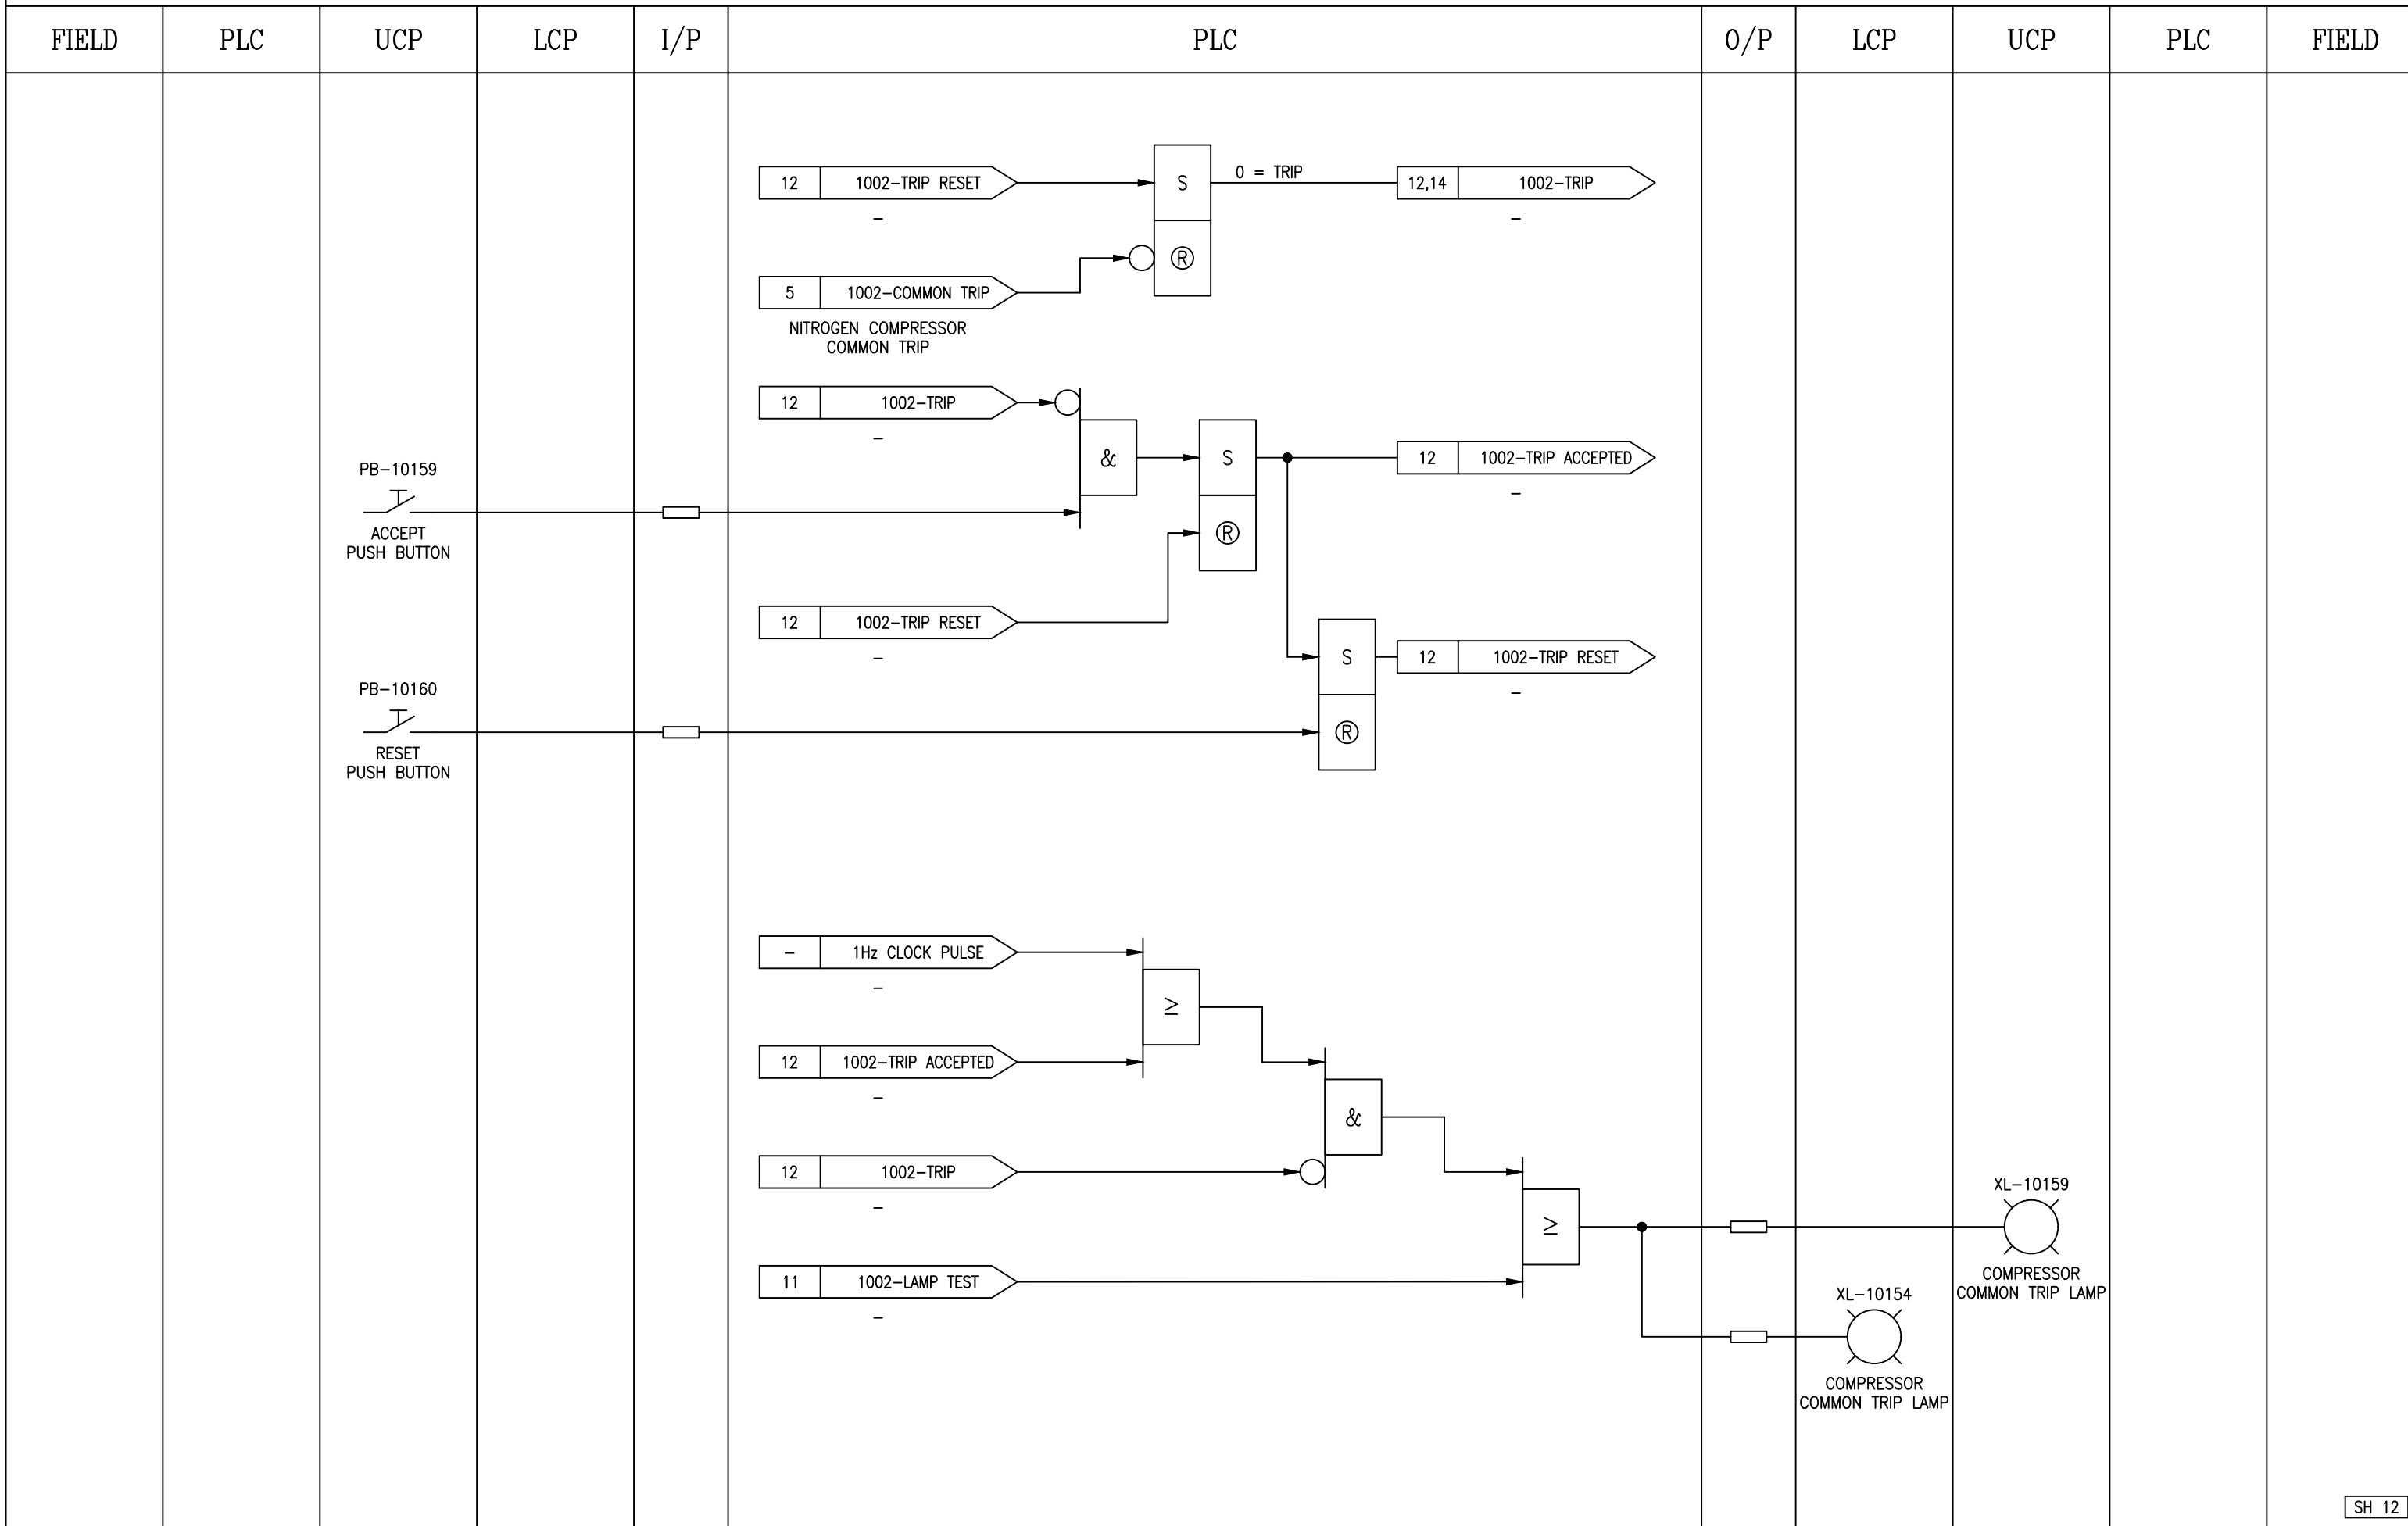 FIELD PLC UCP LCP I/P PLC O/P LCP UCP PLC FIELD
12 1002-TRIP RESET
-
S
Ⓡ
0 = TRIP
12,14 1002-TRIP
-
5 1002-COMMON TRIP
NITROGEN COMPRESSOR
COMMON TRIP
12 1002-TRIP
-
&
S
Ⓡ
12 1002-TRIP ACCEPTED
-
PB-10159
ACCEPT
PUSH BUTTON
12 1002-TRIP RESET
-
S
Ⓡ
12 1002-TRIP RESET
-
PB-10160
RESET
PUSH BUTTON
- 1Hz CLOCK PULSE
-
≥
12 1002-TRIP ACCEPTED
-
&
12 1002-TRIP
-
≥
11 1002-LAMP TEST
-
XL-10159
COMPRESSOR
COMMON TRIP LAMP
XL-10154
COMPRESSOR
COMMON TRIP LAMP
SH 12